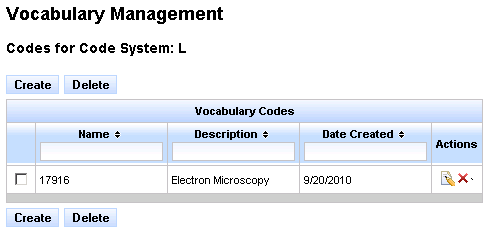 Vocabulary Management
Codes for Code System: L
Create Delete
Vocabulary Codes
Name Description Date Created Actions
17916 Electron Microscopy 9/20/2010
Create Delete